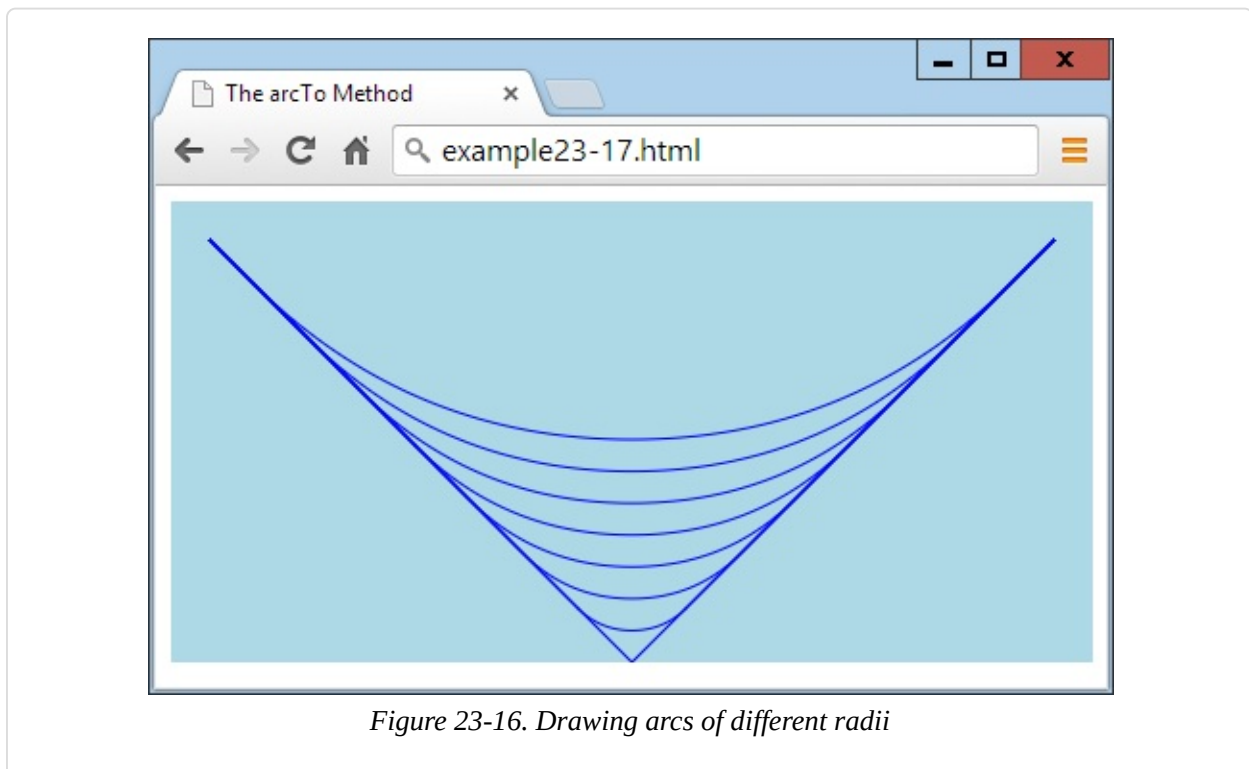 The arcTo Method
example23-17.html
Figure 23-16. Drawing arcs of different radii